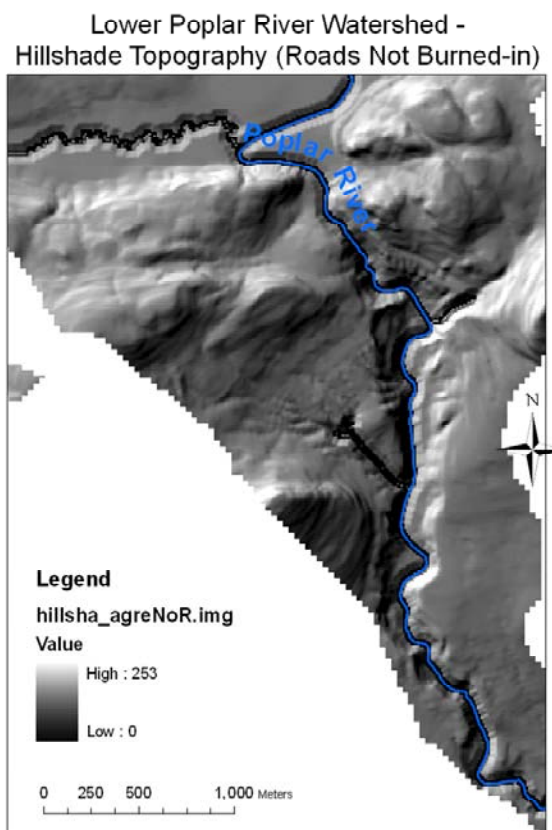 Lower Poplar River Watershed -
Hillshade Topography (Roads Not Burned-in)
Poplar River
N
Legend
hillsha_agreNoR.img
Value
High : 253
Low : 0
0 250 500 1,000 Meters